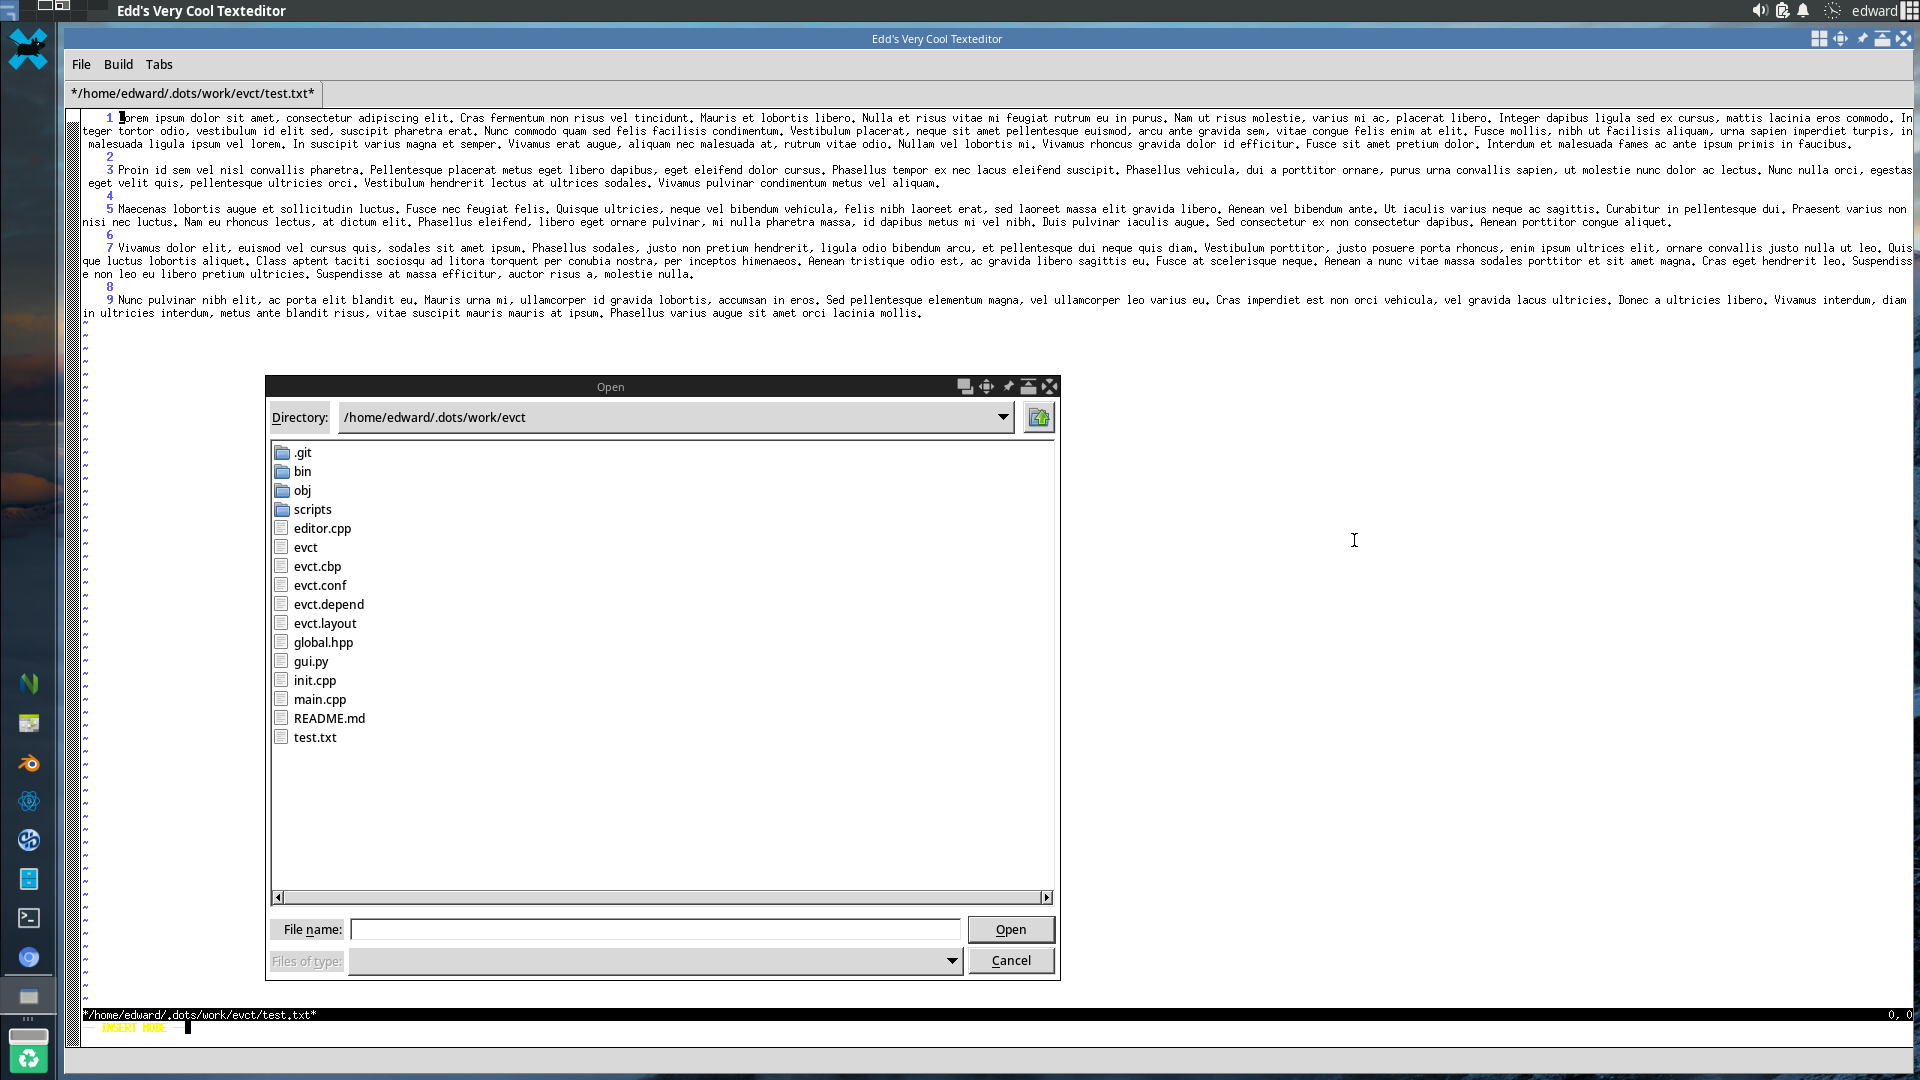 Edd's Very Cool Texteditor
edward
Edd's Very Cool Texteditor
File Build Tabs
*/home/edward/.dots/work/evct/test.txt*
1 Lorem ipsum dolor sit amet, consectetur adipiscing elit. Cras fermentum non risus vel tincidunt. Mauris et lobortis libero. Nulla et risus vitae mi feugiat rutrum eu in purus. Nam ut risus molestie, varius mi ac, placerat libero. Integer dapibus ligula sed ex cursus, mattis lacinia eros commodo. In
teger tortor odio, vestibulum id elit sed, suscipit pharetra erat. Nunc commodo quam sed felis facilisis condimentum. Vestibulum placerat, neque sit amet pellentesque euismod, arcu ante gravida sem, vitae congue felis enim at elit. Fusce mollis, nibh ut facilisis aliquam, urna sapien imperdiet turpis, in
malesuada ligula ipsum vel lorem. In suscipit varius magna et semper. Vivamus erat augue, aliquam nec malesuada at, rutrum vitae odio. Nullam vel lobortis mi. Vivamus rhoncus gravida dolor id efficitur. Fusce sit amet pretium dolor. Interdum et malesuada fames ac ante ipsum primis in faucibus.
2
3 Proin id sem vel nisl convallis pharetra. Pellentesque placerat metus eget libero dapibus, eget eleifend dolor cursus. Phasellus tempor ex nec lacus eleifend suscipit. Phasellus vehicula, dui a porttitor ornare, purus urna convallis sapien, ut molestie nunc dolor ac lectus. Nunc nulla orci, egestas
eget velit quis, pellentesque ultricies orci. Vestibulum hendrerit lectus at ultrices sodales. Vivamus pulvinar condimentum metus vel aliquam.
4
5 Maecenas lobortis augue et sollicitudin luctus. Fusce nec feugiat felis. Quisque ultricies, neque vel bibendum vehicula, felis nibh laoreet erat, sed laoreet massa elit gravida libero. Aenean vel bibendum ante. Ut iaculis varius neque ac sagittis. Curabitur in pellentesque dui. Praesent varius non
nisi nec luctus. Nam eu rhoncus lectus, at dictum elit. Phasellus eleifend, libero eget ornare pulvinar, mi nulla pharetra massa, id dapibus metus mi vel nibh. Duis pulvinar iaculis augue. Sed consectetur ex non consectetur dapibus. Aenean porttitor congue aliquet.
6
7 Vivamus dolor elit, euismod vel cursus quis, sodales sit amet ipsum. Phasellus sodales, justo non pretium hendrerit, ligula odio bibendum arcu, et pellentesque dui neque quis diam. Vestibulum porttitor, justo posuere porta rhoncus, enim ipsum ultrices elit, ornare convallis justo nulla ut leo. Quis
que luctus lobortis aliquet. Class aptent taciti sociosqu ad litora torquent per conubia nostra, per inceptos himenaeos. Aenean tristique odio est, ac gravida libero sagittis eu. Fusce at scelerisque neque. Aenean a nunc vitae massa sodales porttitor et sit amet magna. Cras eget hendrerit leo. Suspendiss
e non leo eu libero pretium ultricies. Suspendisse at massa efficitur, auctor risus a, molestie nulla.
8
9 Nunc pulvinar nibh elit, ac porta elit blandit eu. Mauris urna mi, ullamcorper id gravida lobortis, accumsan in eros. Sed pellentesque elementum magna, vel ullamcorper leo varius eu. Cras imperdiet est non orci vehicula, vel gravida lacus ultricies. Donec a ultricies libero. Vivamus interdum, diam
in ultricies interdum, metus ante blandit risus, vitae suscipit mauris mauris at ipsum. Phasellus varius augue sit amet orci lacinia mollis.
Open
Directory: /home/edward/.dots/work/evct
.git
bin
obj
scripts
editor.cpp
evct
evct.cbp
evct.conf
evct.depend
evct.layout
global.hpp
gui.py
init.cpp
main.cpp
README.md
test.txt
File name: Open
Files of type: Cancel
*/home/edward/.dots/work/evct/test.txt* 0, 0
-- INSERT MODE --